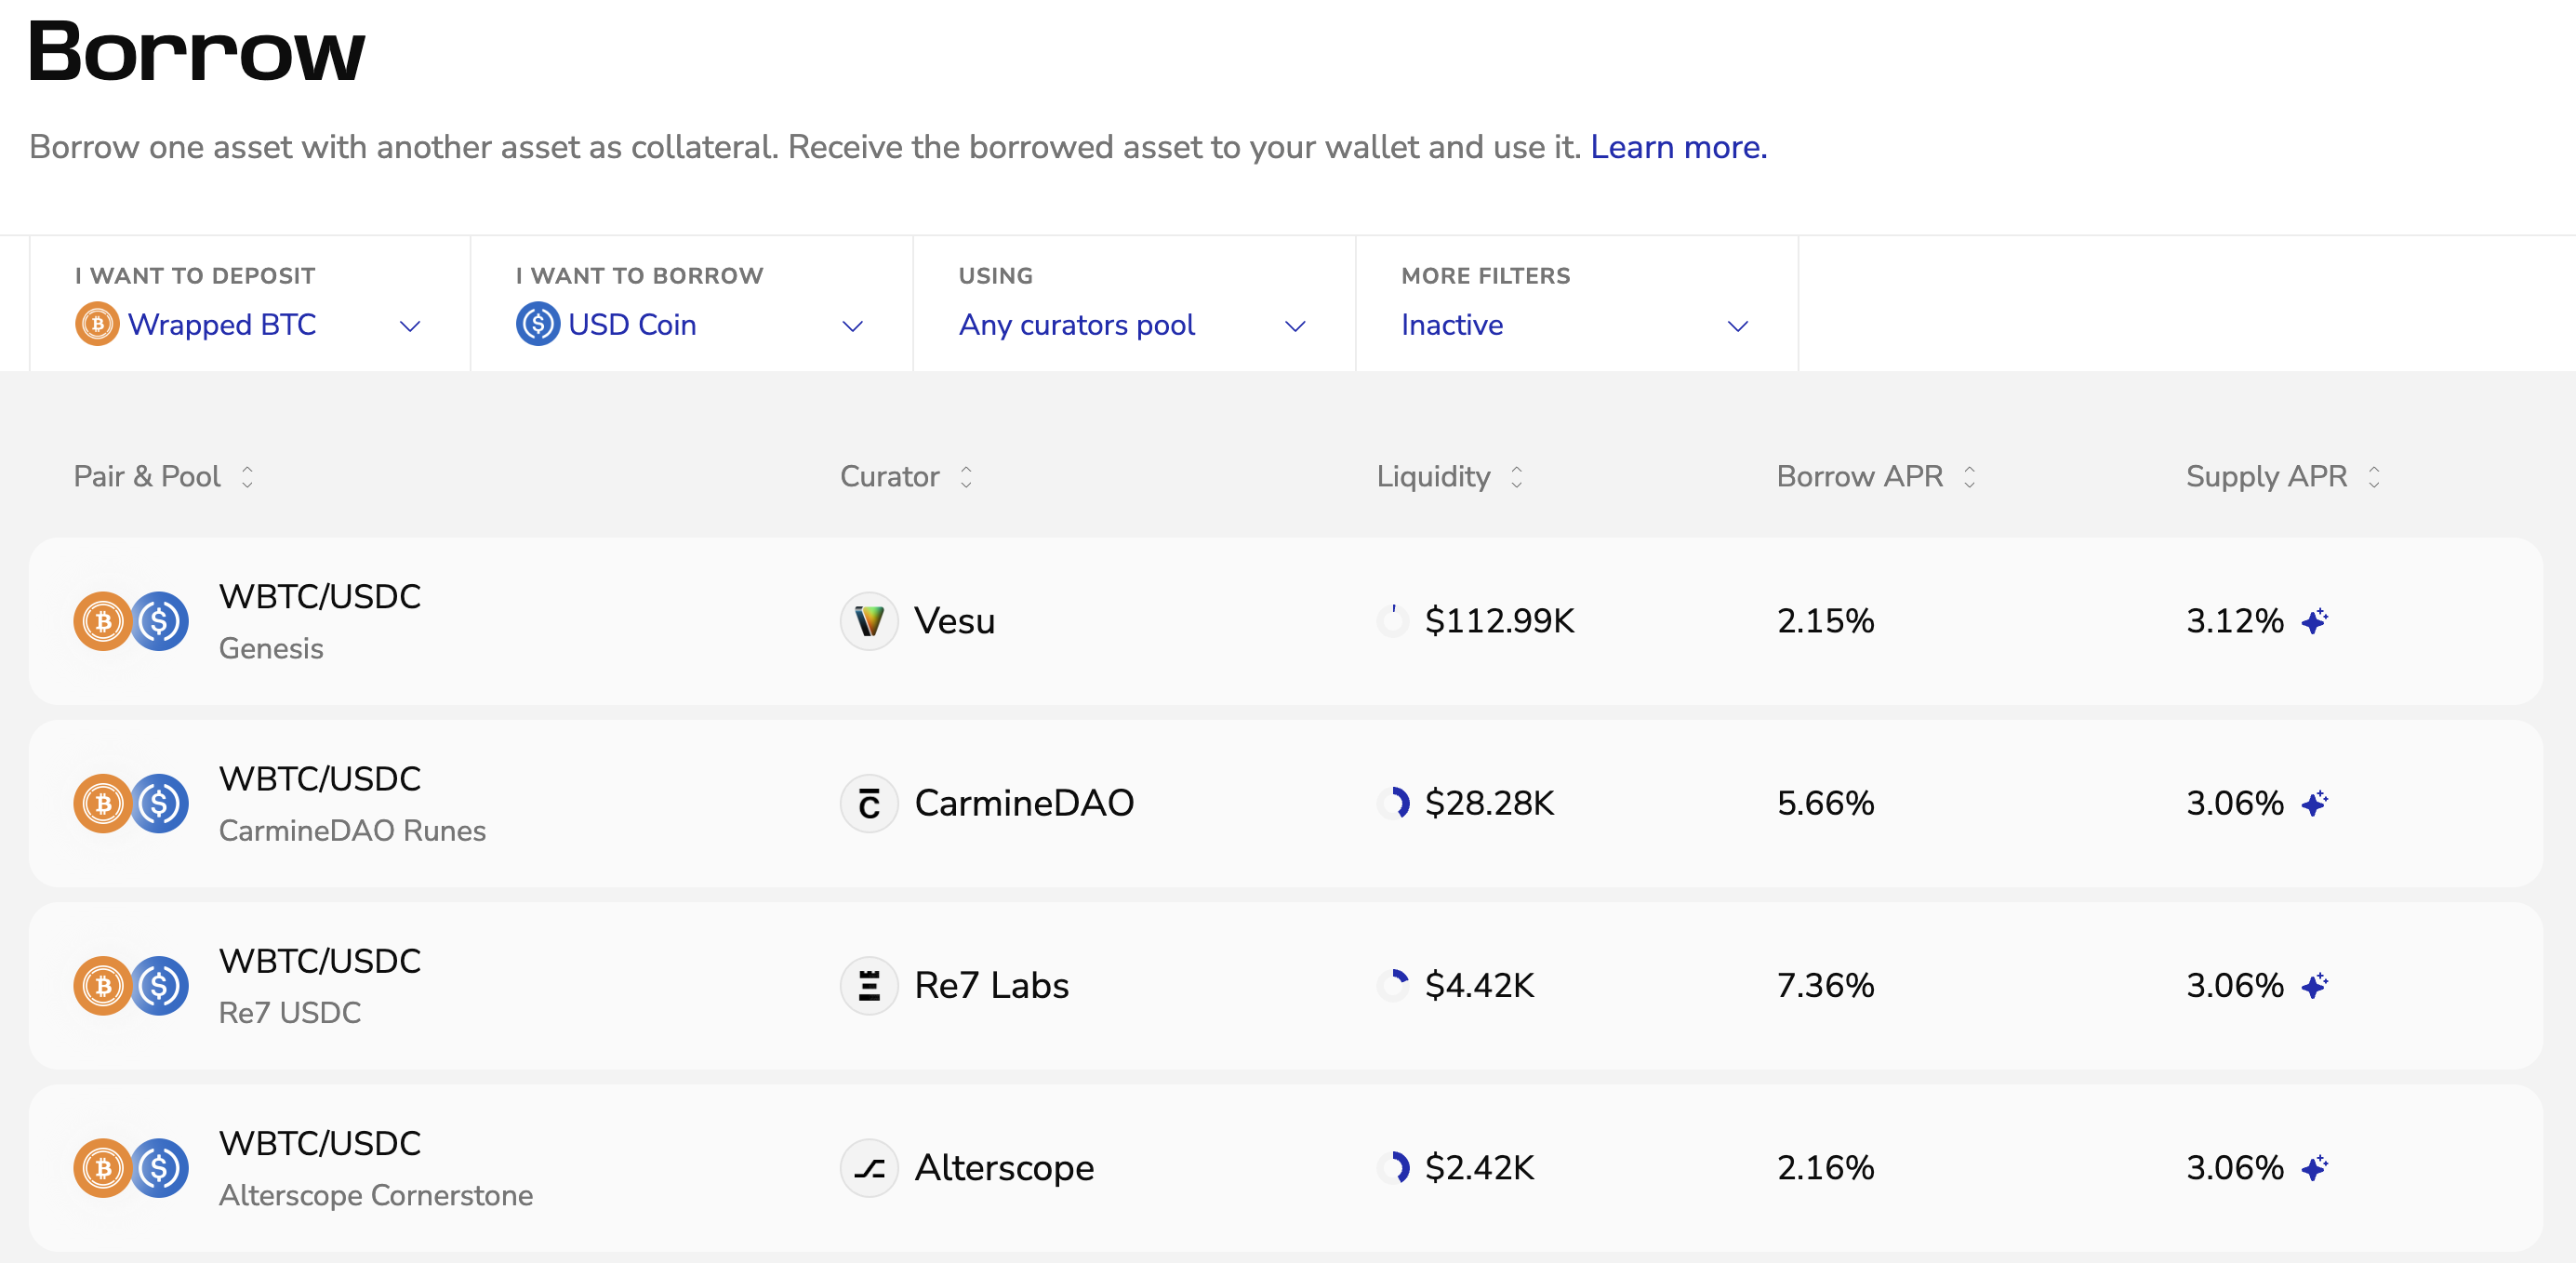 Borrow
Borrow one asset with another asset as collateral. Receive the borrowed asset to your wallet and use it. Learn more.
I WANT TO DEPOSIT
Wrapped BTC
I WANT TO BORROW
USD Coin
USING
Any curators pool
MORE FILTERS
Inactive
Pair & Pool Curator Liquidity Borrow APR Supply APR
WBTC/USDC
Genesis
Vesu $112.99K 2.15% 3.12%
WBTC/USDC
CarmineDAO Runes
CarmineDAO $28.28K 5.66% 3.06%
WBTC/USDC
Re7 USDC
Re7 Labs $4.42K 7.36% 3.06%
WBTC/USDC
Alterscope Cornerstone
Alterscope $2.42K 2.16% 3.06%